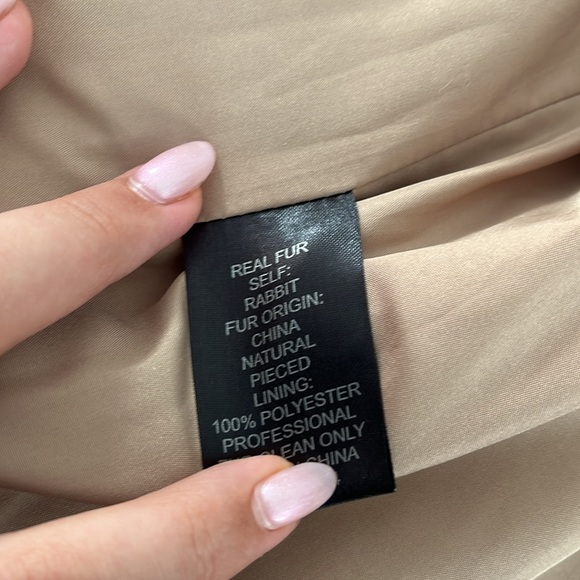 REAL FUR
SELF:
RABBIT
FUR ORIGIN:
CHINA
NATURAL
PIECED
LINING:
100% POLYESTER
PROFESSIONAL
CLEAN ONLY
CHINA